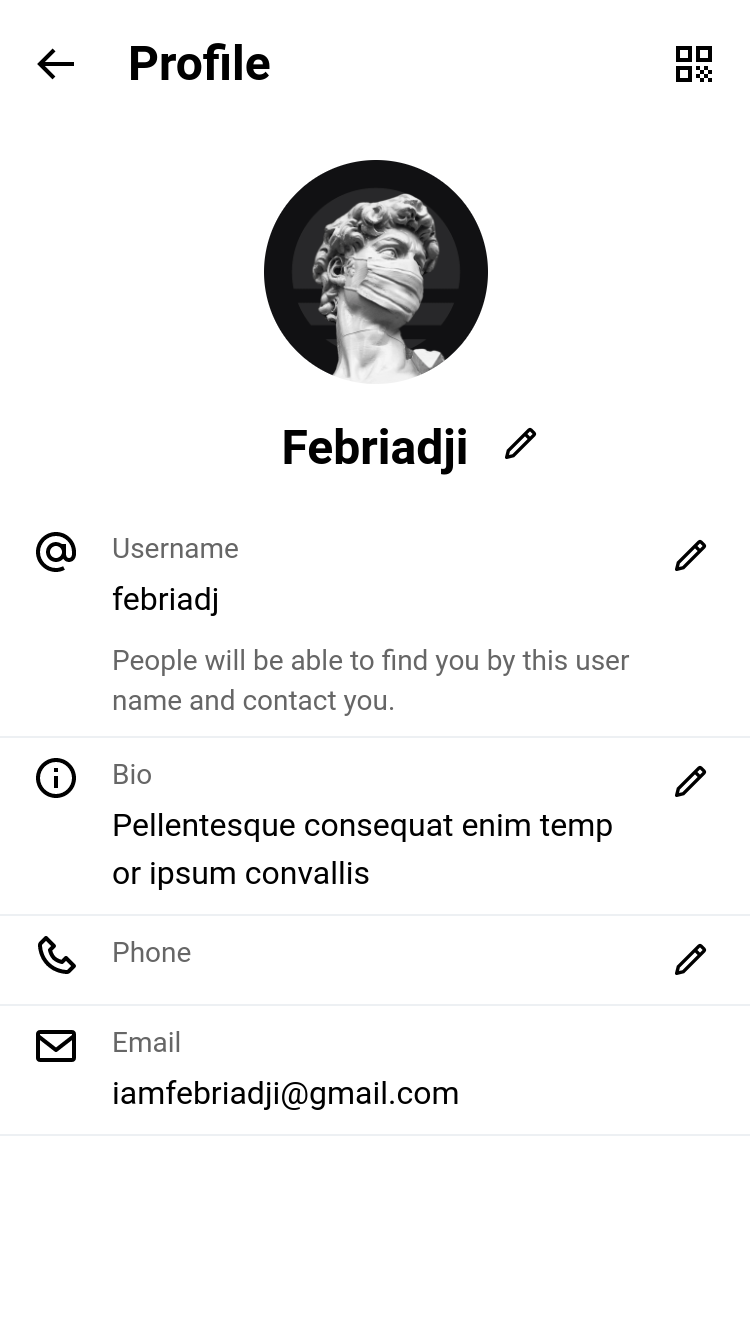 Profile
Febriadji
Username
febriadj
People will be able to find you by this user
name and contact you.
Bio
Pellentesque consequat enim temp
or ipsum convallis
Phone
Email
iamfebriadji@gmail.com